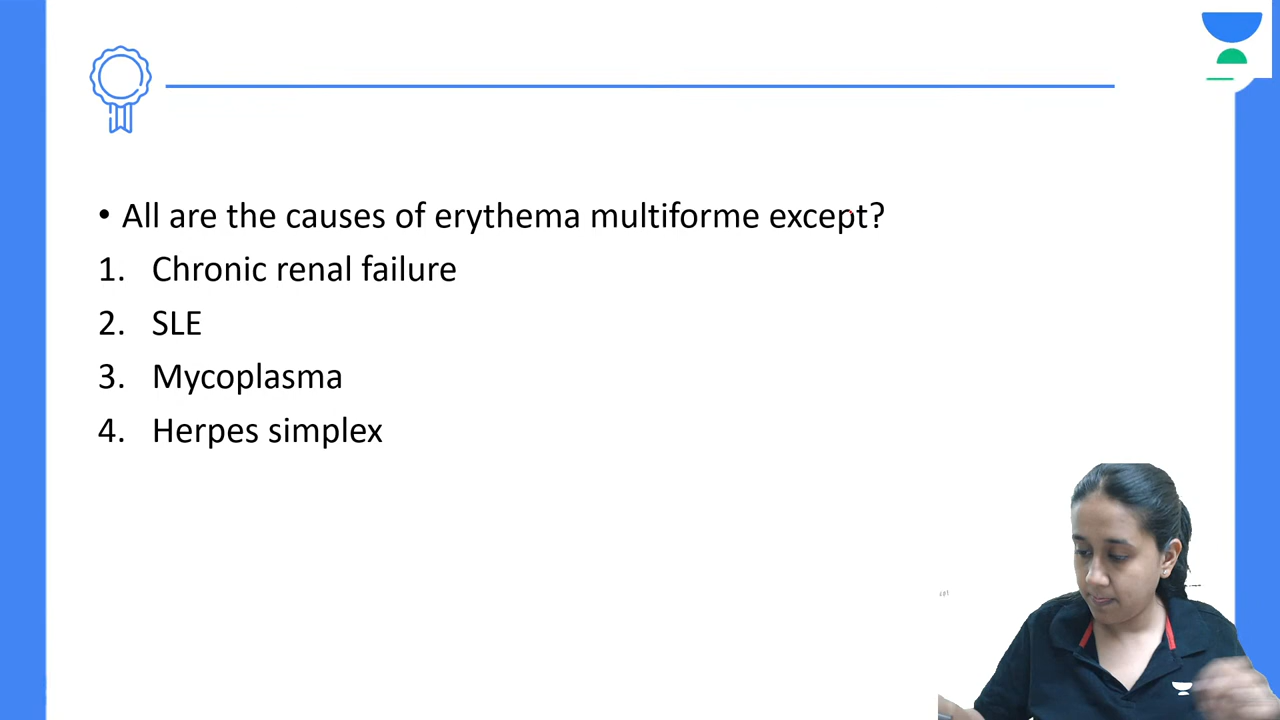 • All are the causes of erythema multiforme except?
1. Chronic renal failure
2. SLE
3. Mycoplasma
4. Herpes simplex